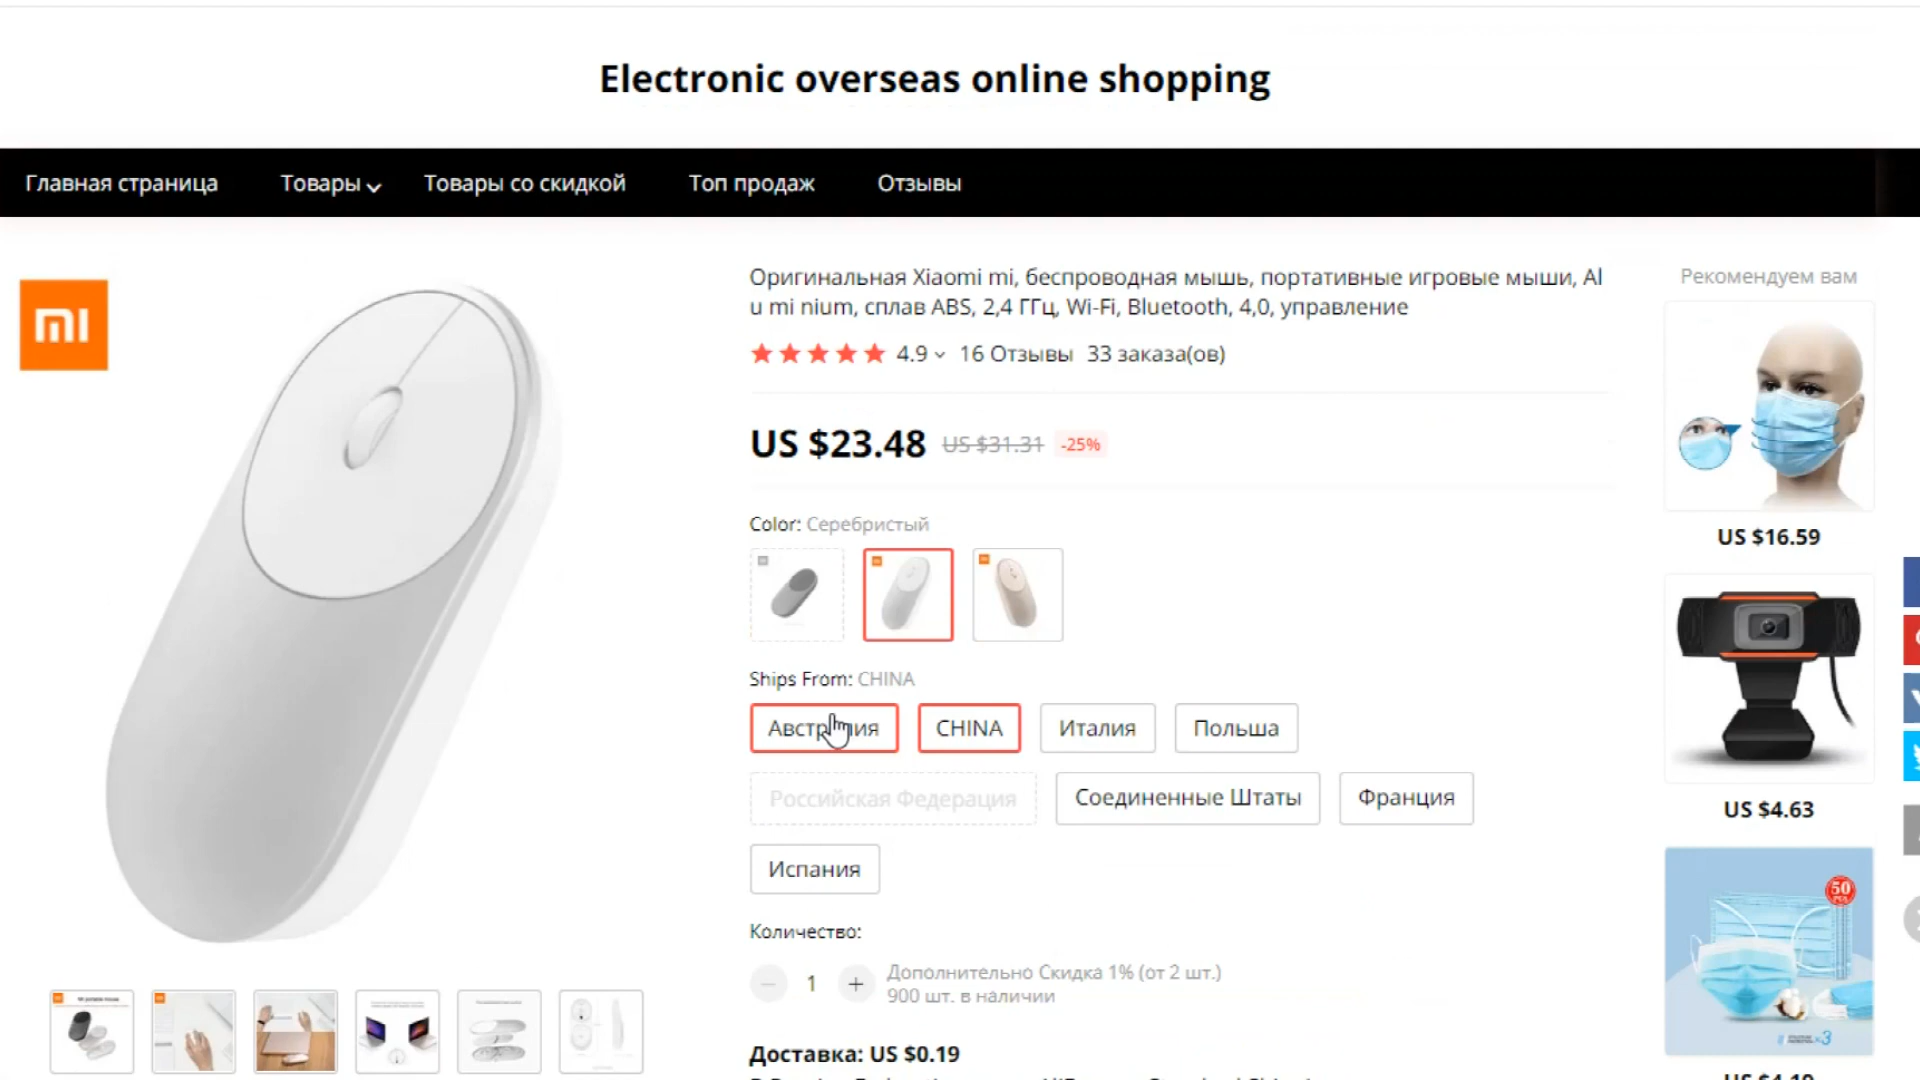 Electronic overseas online shopping
Главная страница
Товары
Товары со скидкой
Топ продаж
Отзывы
mi
Оригинальная Xiaomi mi, беспроводная мышь, портативные игровые мыши, Al
u mi nium, сплав ABS, 2,4 ГГц, Wi-Fi, Bluetooth, 4,0, управление
4.9
16 Отзывы
33 заказа(ов)
US $23.48
US $31.31
-25%
Color: Серебристый
Ships From: CHINA
CHINA
Италия
Польша
Российская Федерация
Соединенные Штаты
Франция
Испания
Количество:
1
Дополнительно Скидка 1% (от 2 шт.)
900 шт. в наличии
Доставка: US $0.19
Рекомендуем вам
US $16.59
US $4.63
50